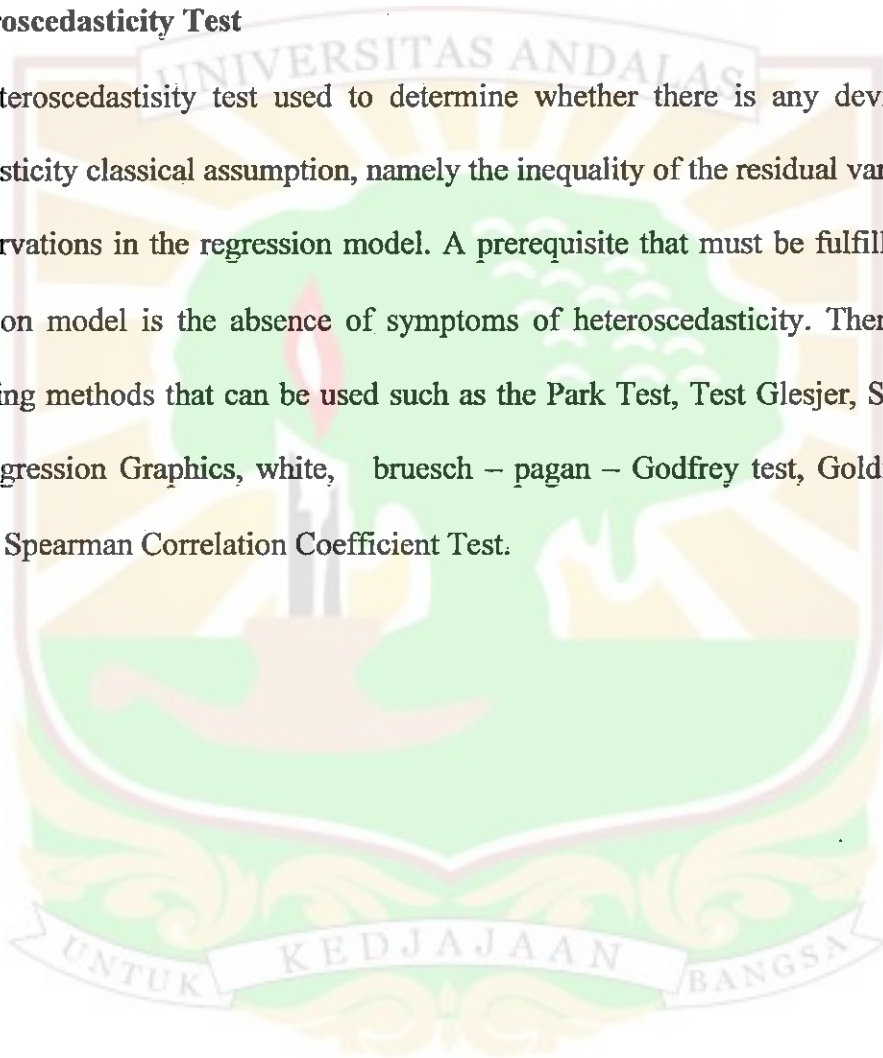 roscedasticity Test
UNIVERSITAS ANDALAS
teroscedastisity test used to determine whether there is any dev
sticity classical assumption, namely the inequality of the residual var
rvations in the regression model. A prerequisite that must be fulfill
on model is the absence of symptoms of heteroscedasticity. Ther
ing methods that can be used such as the Park Test, Test Glesjer, S
gression Graphics, white, bruesch – pagan – Godfrey test, Gold
Spearman Correlation Coefficient Test.
UNTUK KEDJAJAAN BANGSA